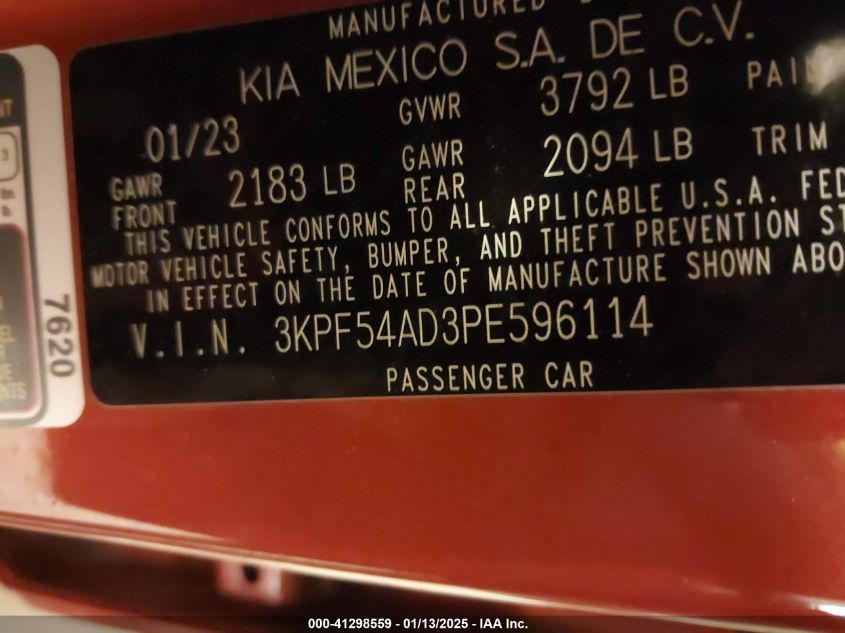 MANUFACTURED
KIA MEXICO S.A. DE C.V.
01/23 GVWR 3792 LB
GAWR FRONT 2183 LB GAWR REAR 2094 LB TRIM
THIS VEHICLE CONFORMS TO ALL APPLICABLE U.S.A. FED
MOTOR VEHICLE SAFETY, BUMPER, AND THEFT PREVENTION ST
IN EFFECT ON THE DATE OF MANUFACTURE SHOWN ABO
V.I.N. 3KPF54AD3PE596114
PASSENGER CAR
7620
000-41298559 - 01/13/2025 - IAA Inc.